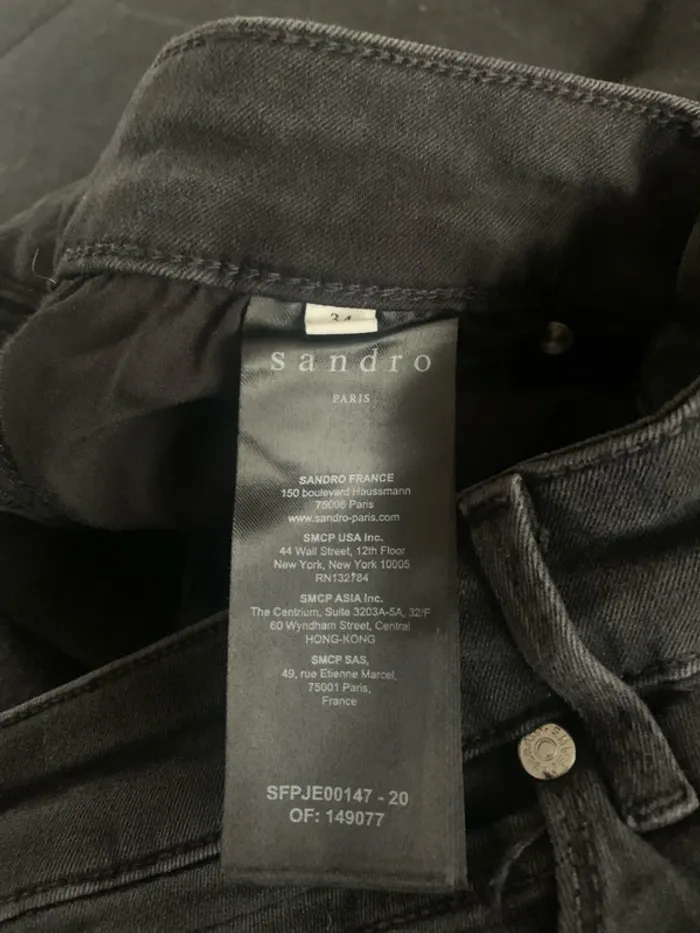 34
sandro
PARIS
SANDRO FRANCE
150 boulevard Haussmann
75008 Paris
www.sandro-paris.com
SMCP USA Inc.
44 Wall Street, 12th Floor
New York, New York 10005
RN132784
SMCP ASIA Inc.
The Centrium, Suite 3203A-5A, 32/F
60 Wyndham Street, Central
HONG-KONG
SMCP SAS,
49, rue Etienne Marcel,
75001 Paris,
France
SFPJE00147 - 20
OF: 149077